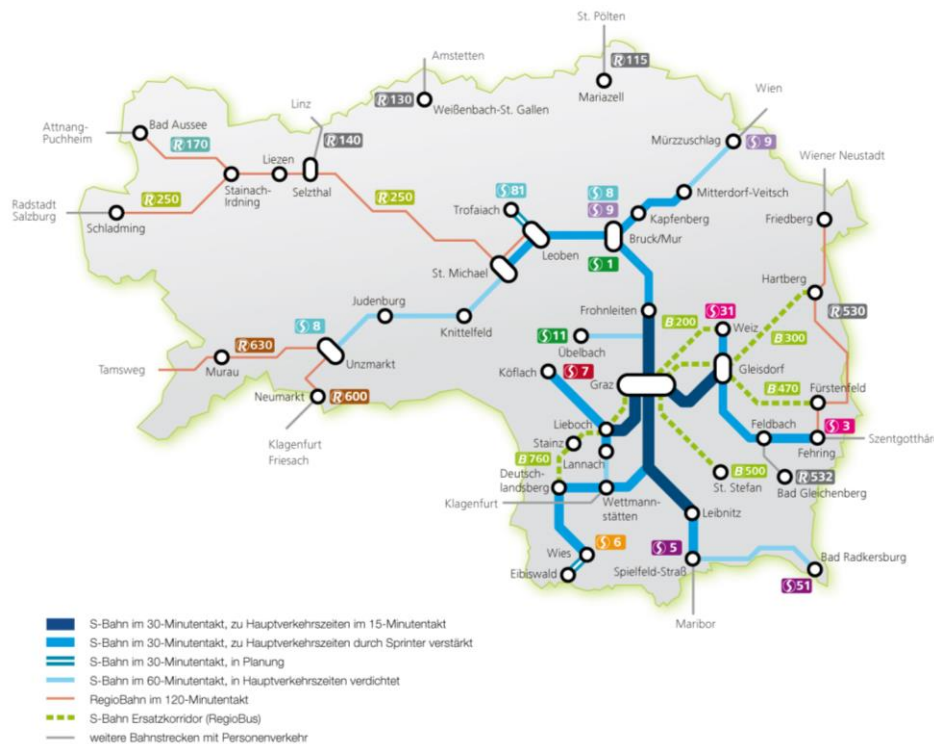 St. Pölten
Amstetten
R 115
Wien
Linz
R 130
Weißenbach-St. Gallen
Mariazell
Attnang-
Puchheim
Bad Aussee
R 170
R 140
Mürzzuschlag
S 9
Wiener Neustadt
Liezen
Stainach-
Irdning
Selzthal
Radstadt
Salzburg
R 250
Schladming
R 250
S 81
Trofaiach
S 8
S 9
Mitterdorf-Veitsch
Kapfenberg
Friedberg
Bruck/Mur
Leoben
St. Michael
S 1
Hartberg
Judenburg
Knittelfeld
Frohnleiten
S 31
R 530
B 200
Weiz
B 300
S 8
S 11
Übelbach
R 630
Tamsweg
Murau
Unzmarkt
Köflach
S 7
Gleisdorf
Graz
B 470
Fürstenfeld
Neumarkt
R 600
Klagenfurt
Friesach
Lieboch
Stainz
Feldbach
S 3
Fehring
Szentgotthárd
B 760
Lannach
Deutsch-
landsberg
B 500
St. Stefan
R 532
Bad Gleichenberg
Klagenfurt
Wettmann-
stätten
Leibnitz
S 6
Wies
S 5
Eibiswald
Spielfeld-Straß
Bad Radkersburg
S 51
Maribor
S-Bahn im 30-Minutentakt, zu Hauptverkehrszeiten im 15-Minutentakt
S-Bahn im 30-Minutentakt, zu Hauptverkehrszeiten durch Sprinter verstärkt
S-Bahn im 30-Minutentakt, in Planung
S-Bahn im 60-Minutentakt, in Hauptverkehrszeiten verdichtet
RegioBahn im 120-Minutentakt
S-Bahn Ersatzkorridor (RegioBus)
weitere Bahnstrecken mit Personenverkehr